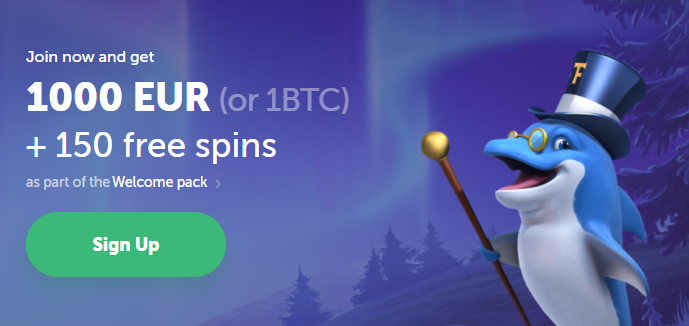 Join now and get
1000 EUR (or 1BTC)
+ 150 free spins
as part of the Welcome pack >
Sign Up
F